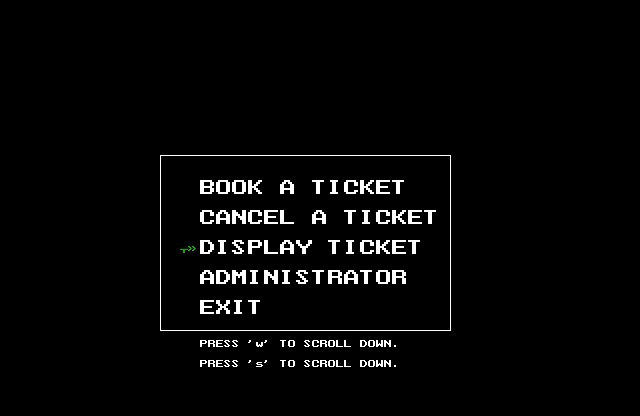 BOOK A TICKET
CANCEL A TICKET
DISPLAY TICKET
ADMINISTRATOR
EXIT
PRESS 'w' TO SCROLL DOWN.
PRESS 's' TO SCROLL DOWN.